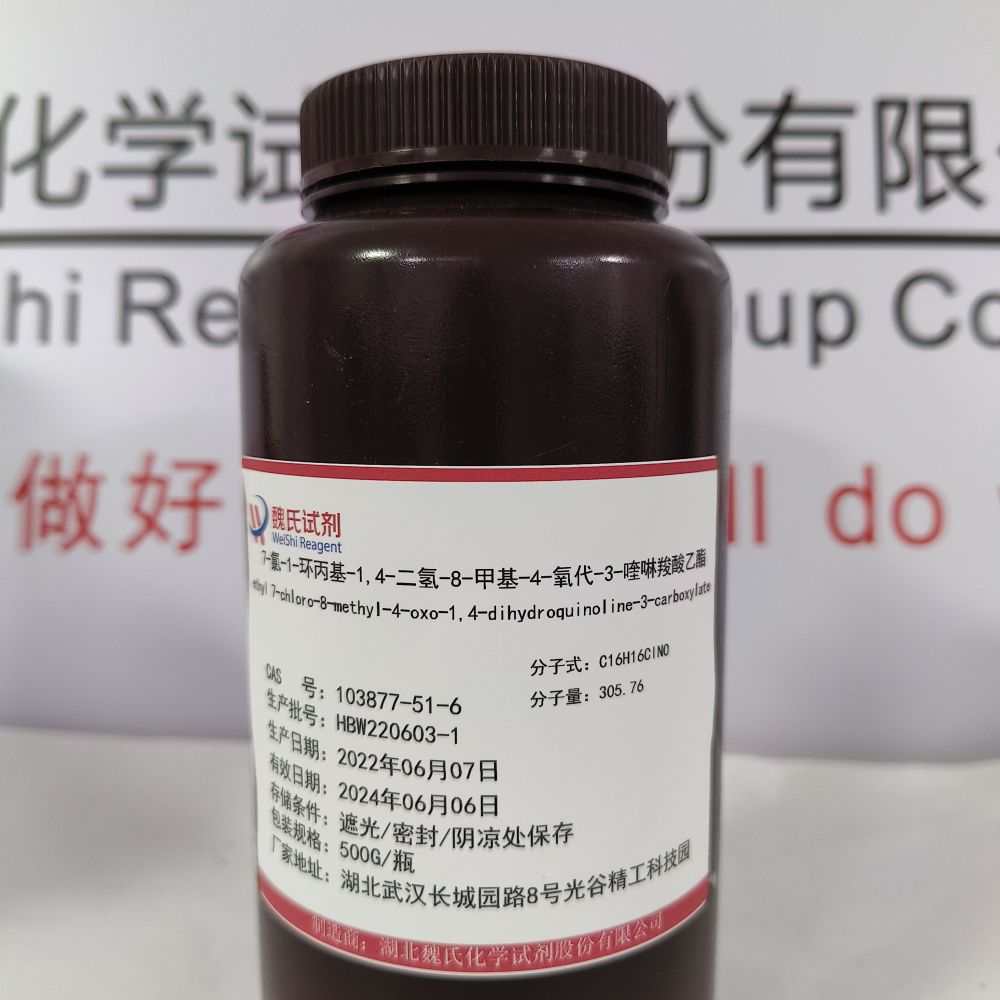 化学试 份有限
hi Re up Co
做好 ll do
魏氏试剂
WeiShi Reagent
7-氯-1-环丙基-1,4-二氢-8-甲基-4-氧代-3-喹啉羧酸乙酯
ethyl 7-chloro-8-methyl-4-oxo-1,4-dihydroquinoline-3-carboxylate
分子式：C16H16ClNO
分子量：305.76
CAS 号：103877-51-6
生产批号：HBW220603-1
生产日期：2022年06月07日
有效日期：2024年06月06日
存储条件：遮光/密封/阴凉处保存
包装规格：500G/瓶
厂家地址：湖北武汉长城园路8号光谷精工科技园
制造商：湖北魏氏化学试剂股份有限公司